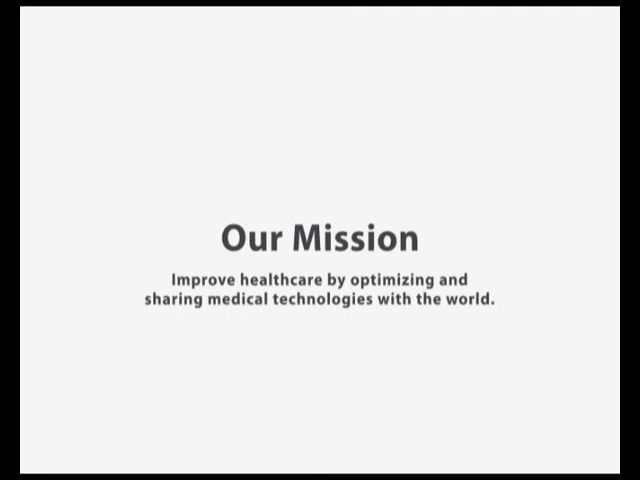 Our Mission
Improve healthcare by optimizing and
sharing medical technologies with the world.